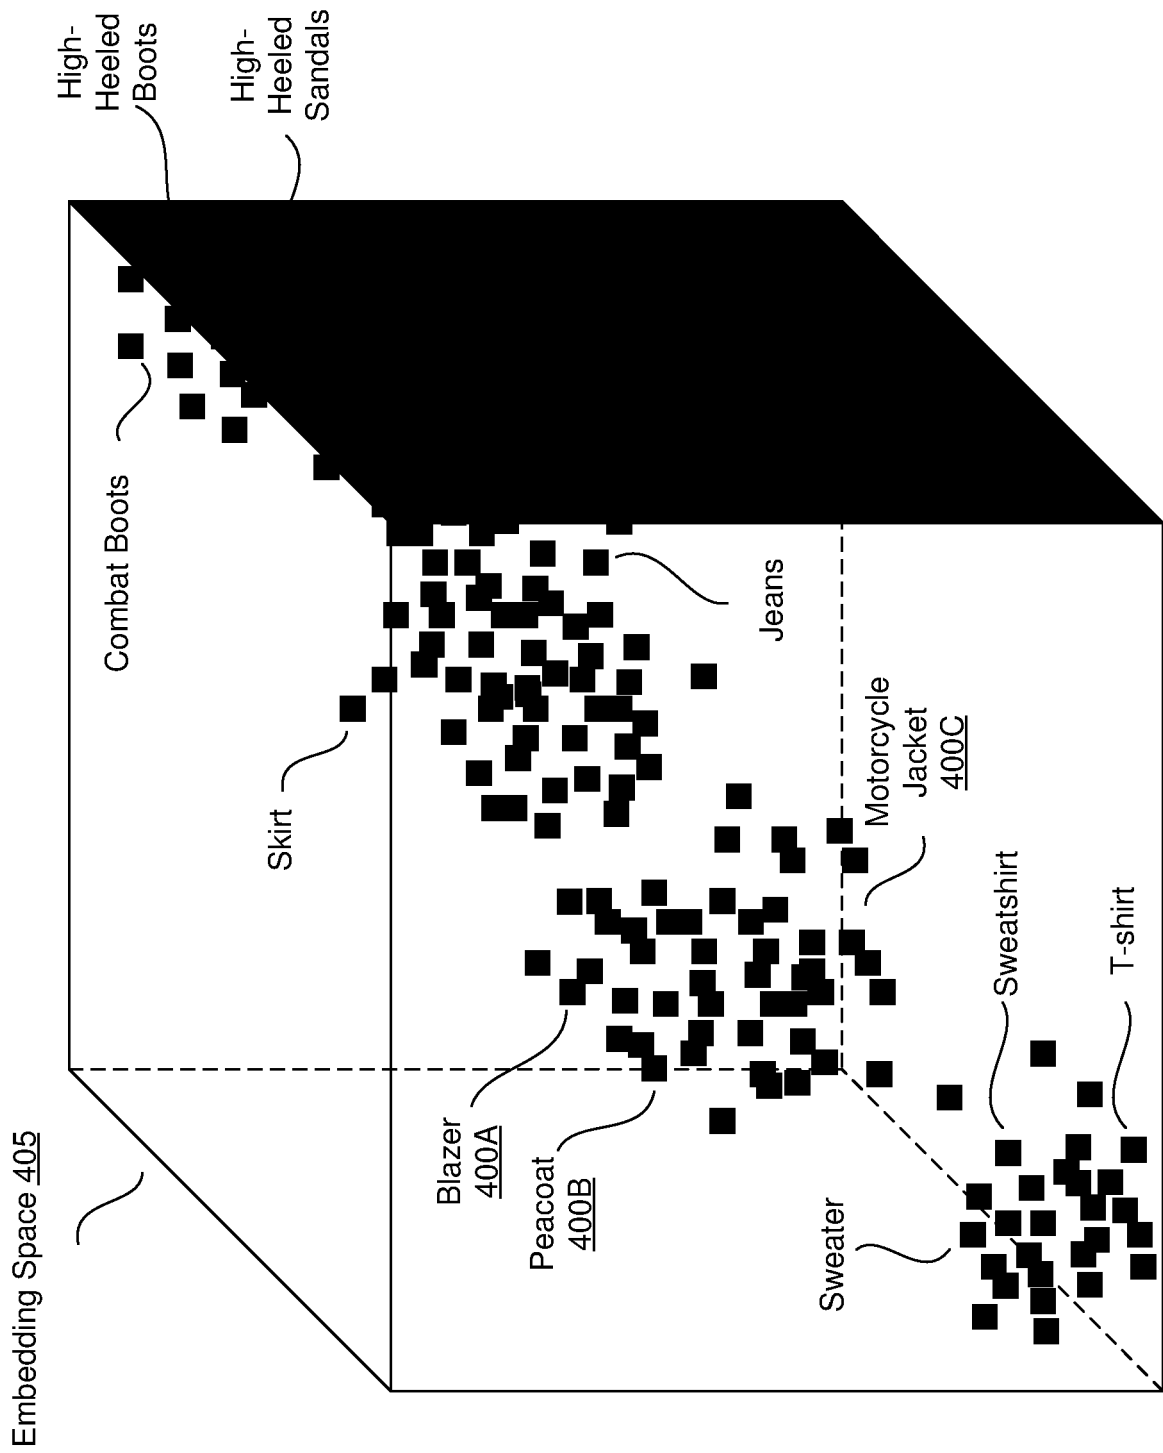 Embedding Space 405
High-
Heeled
Boots
High-
Heeled
Sandals
Combat Boots
Skirt
Jeans
Motorcycle
Jacket
400C
Blazer
400A
Peacoat
400B
Sweatshirt
T-shirt
Sweater